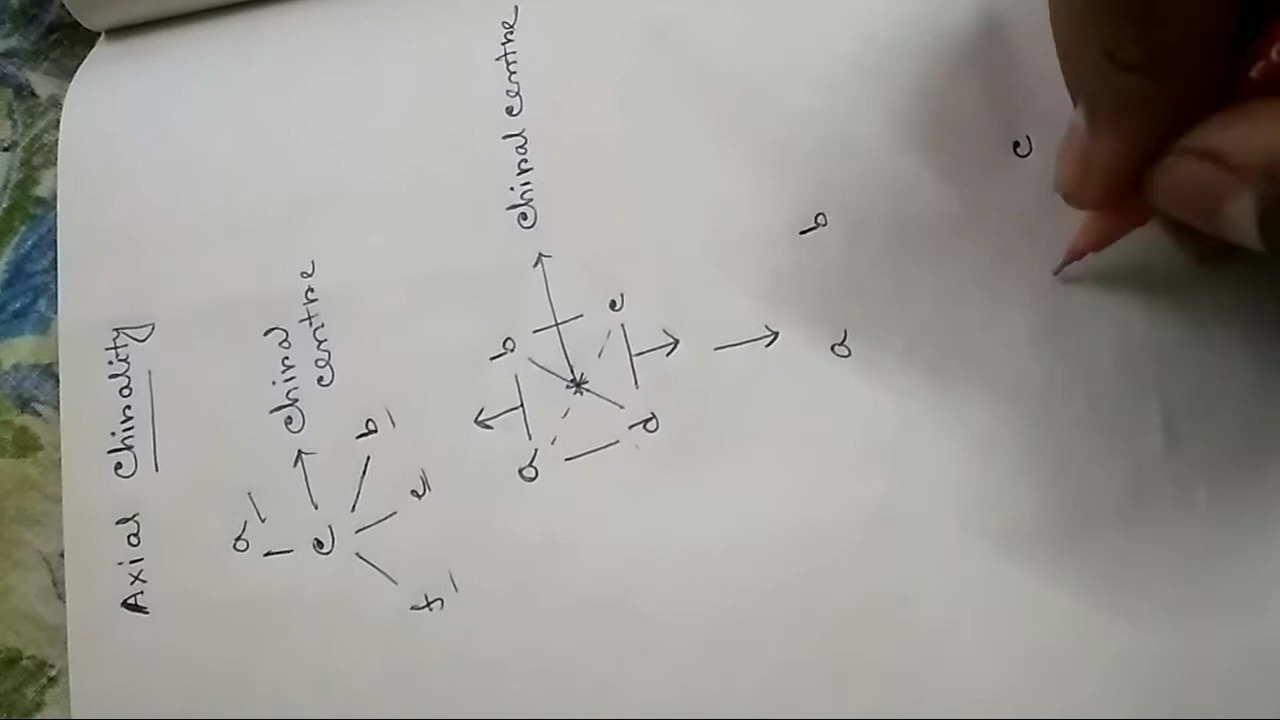 Axial Chirality
a
c → chiral
centre
b
e
f
chiral centre
a b
d c
a b
c